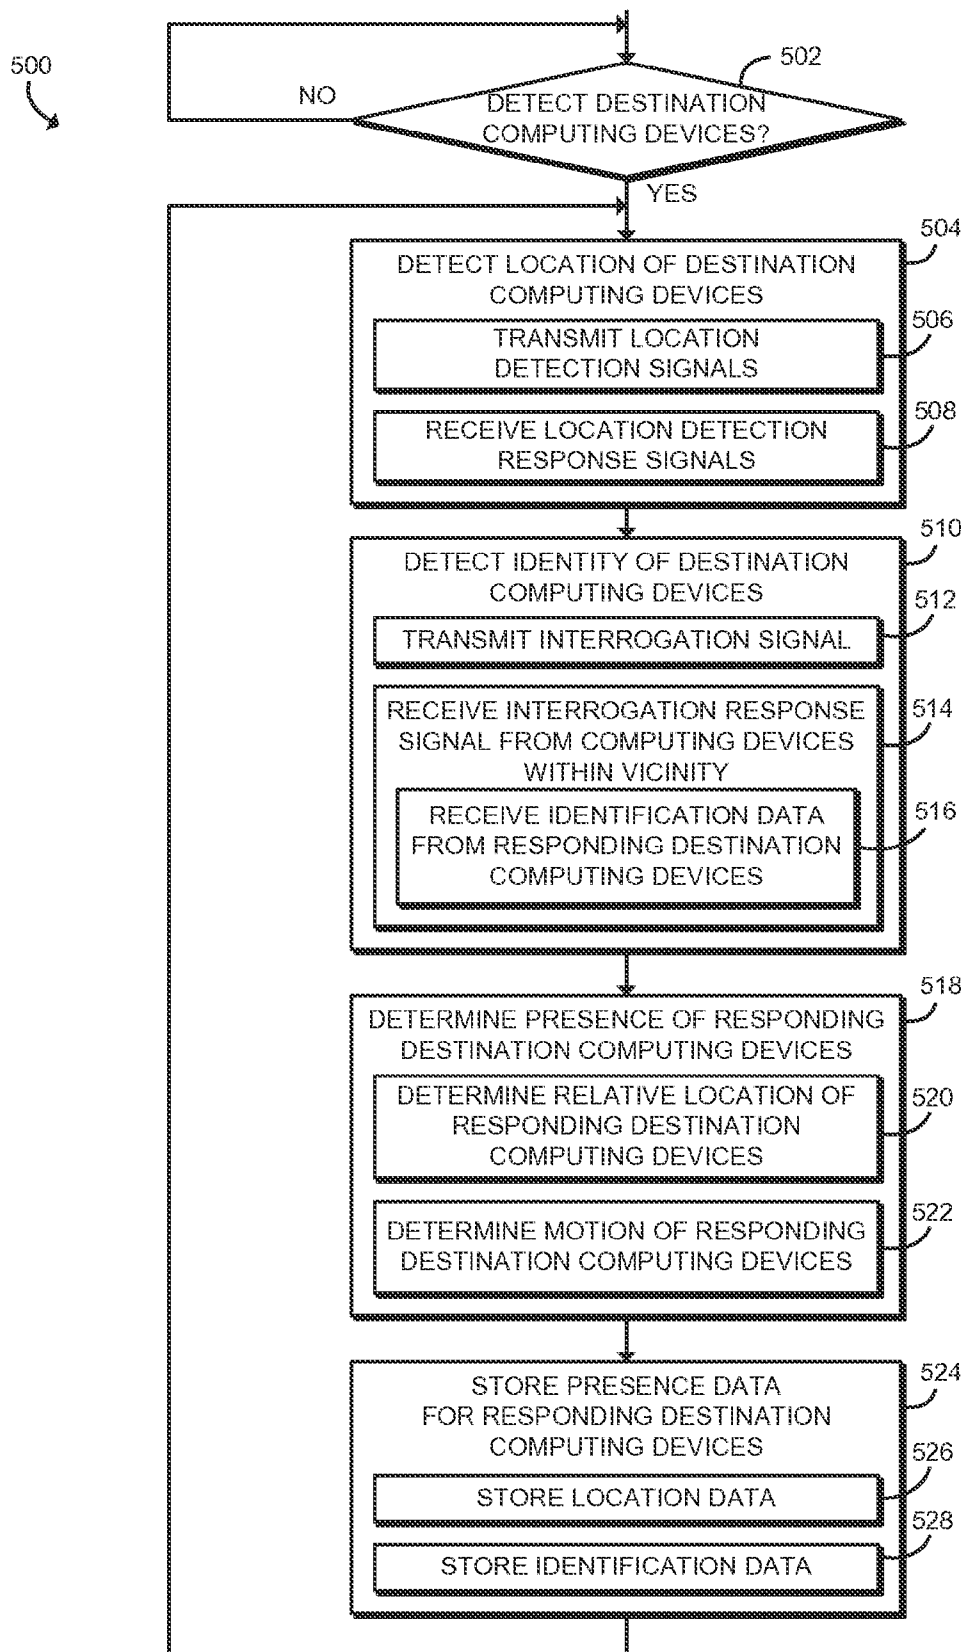 500
502
NO
DETECT DESTINATION
COMPUTING DEVICES?
YES
504
DETECT LOCATION OF DESTINATION
COMPUTING DEVICES
506
TRANSMIT LOCATION
DETECTION SIGNALS
508
RECEIVE LOCATION DETECTION
RESPONSE SIGNALS
510
DETECT IDENTITY OF DESTINATION
COMPUTING DEVICES
512
TRANSMIT INTERROGATION SIGNAL
514
RECEIVE INTERROGATION RESPONSE
SIGNAL FROM COMPUTING DEVICES
WITHIN VICINITY
516
RECEIVE IDENTIFICATION DATA
FROM RESPONDING DESTINATION
COMPUTING DEVICES
518
DETERMINE PRESENCE OF RESPONDING
DESTINATION COMPUTING DEVICES
520
DETERMINE RELATIVE LOCATION OF
RESPONDING DESTINATION
COMPUTING DEVICES
522
DETERMINE MOTION OF RESPONDING
DESTINATION COMPUTING DEVICES
524
STORE PRESENCE DATA
FOR RESPONDING DESTINATION
COMPUTING DEVICES
526
STORE LOCATION DATA
528
STORE IDENTIFICATION DATA